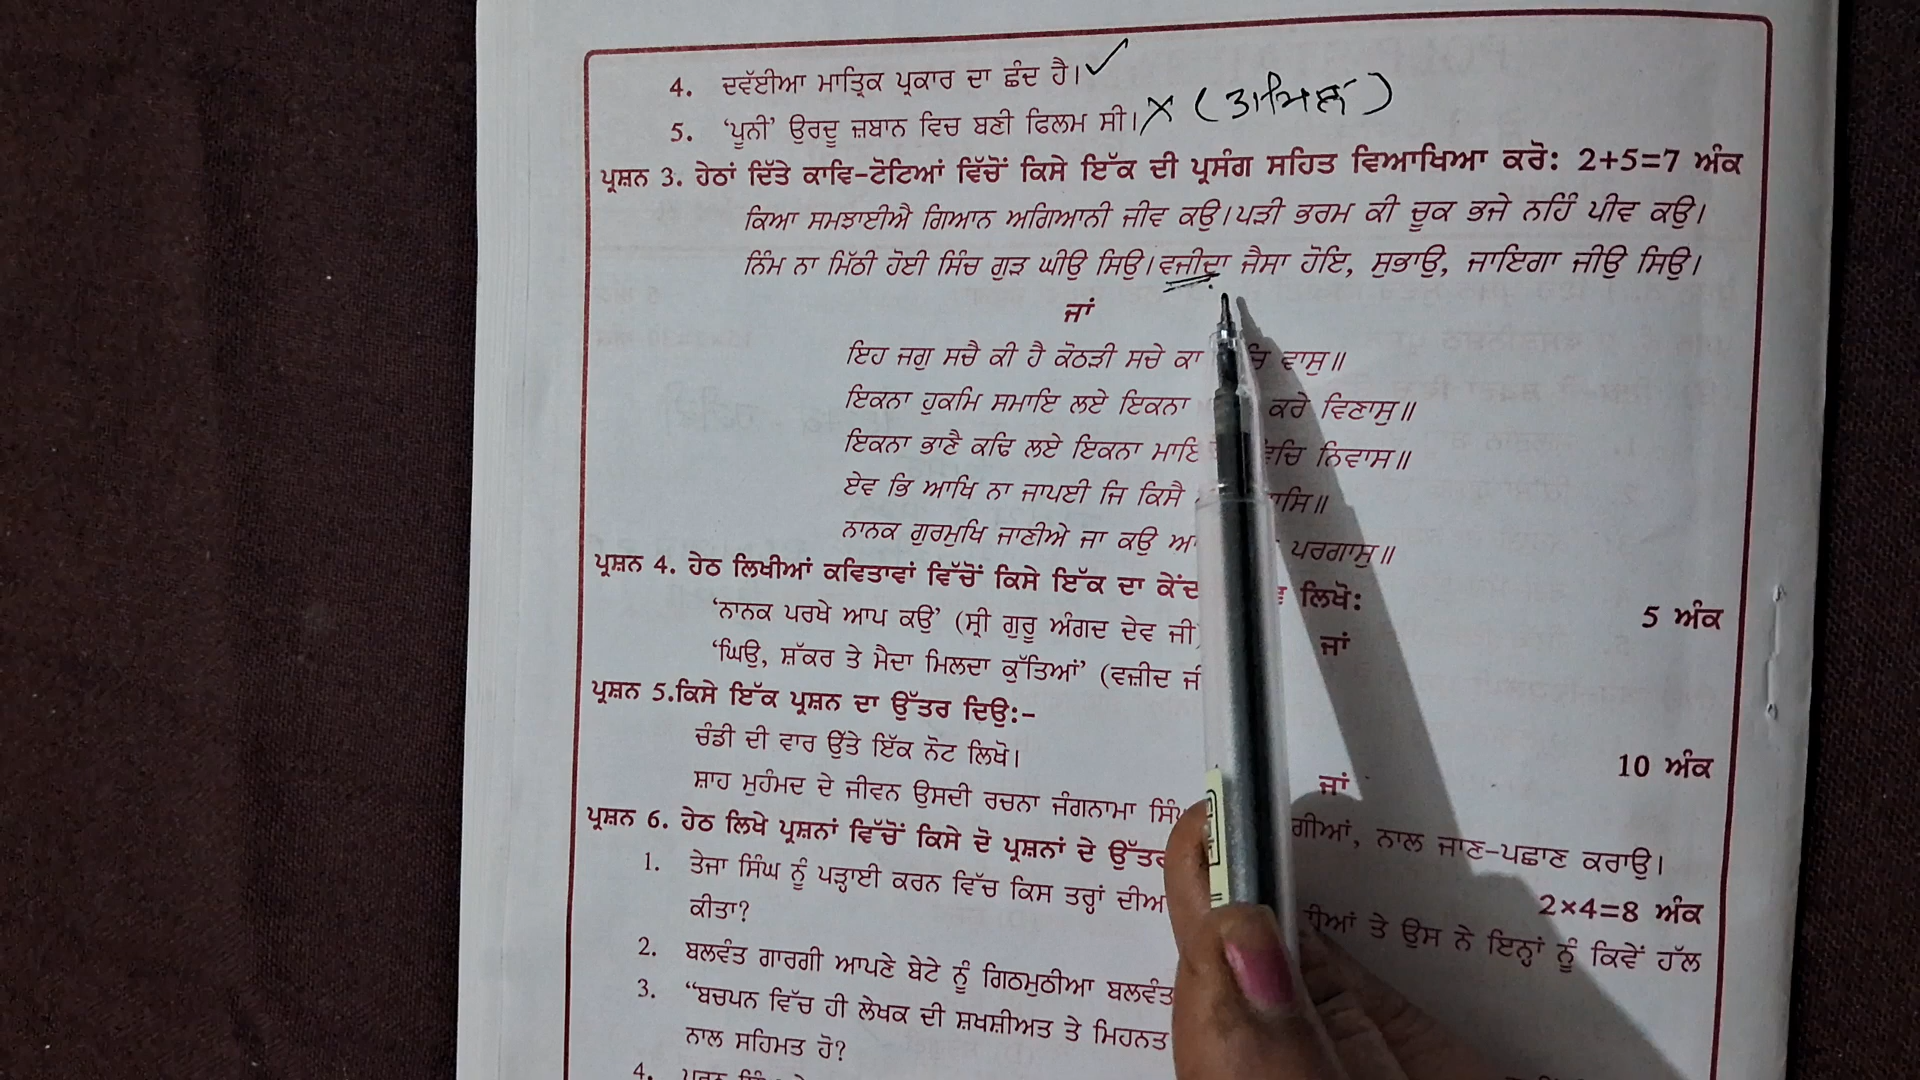 4. ਦਵੱਈਆ ਮਾਤ੍ਰਿਕ ਪ੍ਰਕਾਰ ਦਾ ਛੰਦ ਹੈ। ✓
5. ‘ਪੂਨੀ’ ਉਰਦੂ ਜ਼ਬਾਨ ਵਿਚ ਬਣੀ ਫਿਲਮ ਸੀ। ✗
ਪ੍ਰਸ਼ਨ 3. ਹੇਠਾਂ ਦਿੱਤੇ ਕਾਵਿ-ਟੋਟਿਆਂ ਵਿੱਚੋਂ ਕਿਸੇ ਇੱਕ ਦੀ ਪ੍ਰਸੰਗ ਸਹਿਤ ਵਿਆਖਿਆ ਕਰੋ: 2+5=7 ਅੰਕ
ਕਿਆ ਸਮਝਾਈਐ ਗਿਆਨ ਅਗਿਆਨੀ ਜੀਵ ਕਉ। ਪੜੀ ਭਰਮ ਕੀ ਚੂਕ ਭਜੇ ਨਹਿੰ ਪੀਵ ਕਉ।
ਨਿੰਮ ਨਾ ਮਿੱਠੀ ਹੋਈ ਸਿੰਚ ਗੁੜ ਘੀਉ ਸਿਉ। ਵਜੀਦਾ ਜੈਸਾ ਹੋਇ, ਸੁਭਾਉ, ਜਾਇਗਾ ਜੀਉ ਸਿਉ।
ਜਾਂ
ਇਹ ਜਗੁ ਸਚੈ ਕੀ ਹੈ ਕੋਠੜੀ ਸਚੇ ਕਾ ਵਾਸੁ॥
ਇਕਨਾ ਹੁਕਮਿ ਸਮਾਇ ਲਏ ਇਕਨਾ ਕਰੇ ਵਿਣਾਸੁ॥
ਇਕਨਾ ਭਾਣੈ ਕਢਿ ਲਏ ਇਕਨਾ ਨਿਵਾਸ॥
ਏਵ ਭਿ ਆਖਿ ਨਾ ਜਾਪਈ ਜਿ ਕਿਸੈ
ਨਾਨਕ ਗੁਰਮੁਖਿ ਜਾਣੀਐ ਜਾ ਕਉ ਪਰਗਾਸੁ॥
ਪ੍ਰਸ਼ਨ 4. ਹੇਠ ਲਿਖੀਆਂ ਕਵਿਤਾਵਾਂ ਵਿੱਚੋਂ ਕਿਸੇ ਇੱਕ ਦਾ ਲਿਖੋ: 5 ਅੰਕ
‘ਨਾਨਕ ਪਰਖੇ ਆਪ ਕਉ’ (ਸ੍ਰੀ ਗੁਰੂ ਅੰਗਦ ਦੇਵ ਜੀ) ਜਾਂ
‘ਘਿਉ, ਸ਼ੱਕਰ ਤੇ ਮੈਦਾ ਮਿਲਦਾ ਕੁੱਤਿਆਂ’ (ਵਜ਼ੀਦ
ਪ੍ਰਸ਼ਨ 5.ਕਿਸੇ ਇੱਕ ਪ੍ਰਸ਼ਨ ਦਾ ਉੱਤਰ ਦਿਉ:- 10 ਅੰਕ
ਚੰਡੀ ਦੀ ਵਾਰ ਉੱਤੇ ਇੱਕ ਨੋਟ ਲਿਖੋ। ਜਾਂ
ਸ਼ਾਹ ਮੁਹੰਮਦ ਦੇ ਜੀਵਨ ਉਸਦੀ ਰਚਨਾ ਜੰਗਨਾਮਾ ਨਾਲ ਜਾਣ-ਪਛਾਣ ਕਰਾਉ।
ਪ੍ਰਸ਼ਨ 6. ਹੇਠ ਲਿਖੇ ਪ੍ਰਸ਼ਨਾਂ ਵਿੱਚੋਂ ਕਿਸੇ ਦੋ ਪ੍ਰਸ਼ਨਾਂ ਦੇ 2×4=8 ਅੰਕ
1. ਤੇਜਾ ਸਿੰਘ ਨੂੰ ਪੜ੍ਹਾਈ ਕਰਨ ਵਿੱਚ ਕਿਸ ਤਰ੍ਹਾਂ ਦੀਆਂ ਤੇ ਉਸ ਨੇ ਇਨ੍ਹਾਂ ਨੂੰ ਕਿਵੇਂ ਹੱਲ
ਕੀਤਾ?
2. ਬਲਵੰਤ ਗਾਰਗੀ ਆਪਣੇ ਬੇਟੇ ਨੂੰ ਗਿਠਮੁਠੀਆ ਬਲਵੰਤ
3. “ਬਚਪਨ ਵਿੱਚ ਹੀ ਲੇਖਕ ਦੀ ਸ਼ਖਸ਼ੀਅਤ ਤੇ ਮਿਹਨਤ
ਨਾਲ ਸਹਿਮਤ ਹੋ?
4.